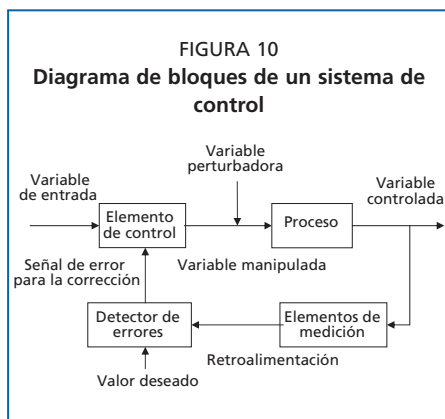 FIGURA 10
Diagrama de bloques de un sistema de
control
Variable
perturbadora
Variable
de entrada
Variable
controlada
Elemento
de control
Proceso
Señal de error
para la corrección
Variable manipulada
Detector de
errores
Elementos de
medición
Retroalimentación
Valor deseado